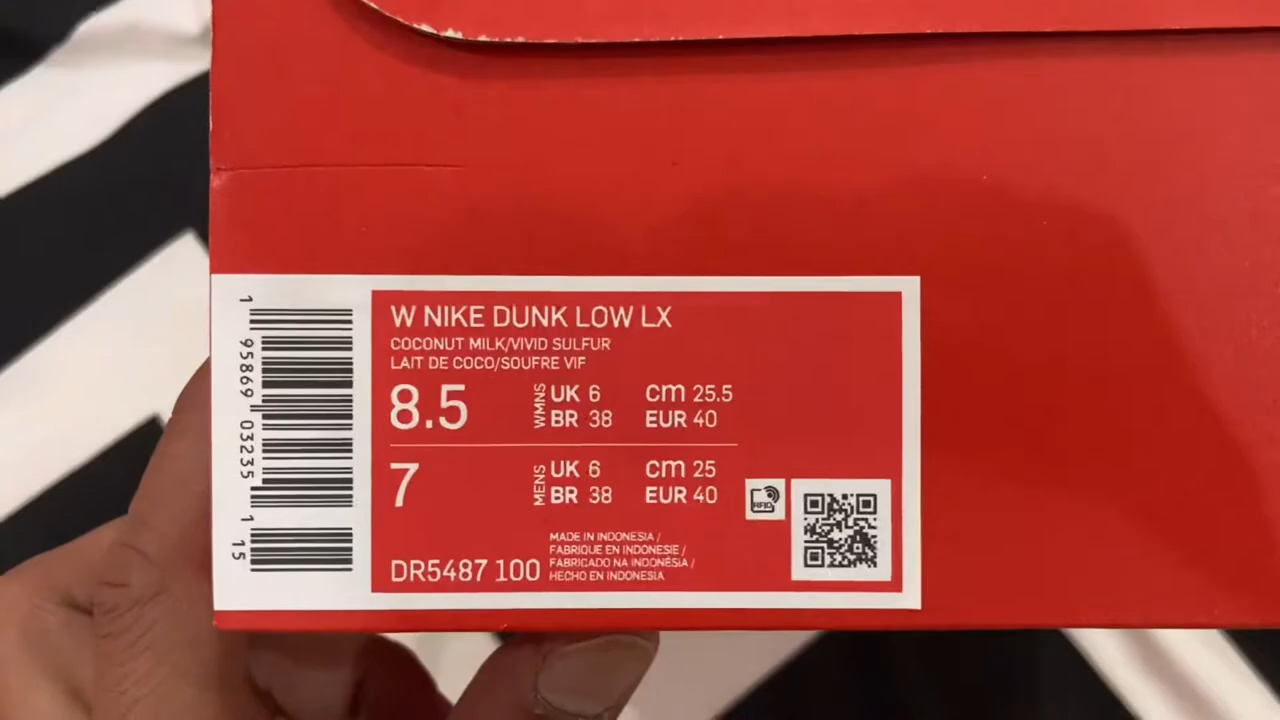 W NIKE DUNK LOW LX
COCONUT MILK/VIVID SULFUR
LAIT DE COCO/SOUFRE VIF
8.5 WMNS UK 6 CM 25.5
BR 38 EUR 40
7 MENS UK 6 CM 25
BR 38 EUR 40
RFID
MADE IN INDONESIA /
FABRIQUE EN INDONESIE /
FABRICADO NA INDONÉSIA /
HECHO EN INDONESIA
DR5487 100
1 95869 03235 1 15